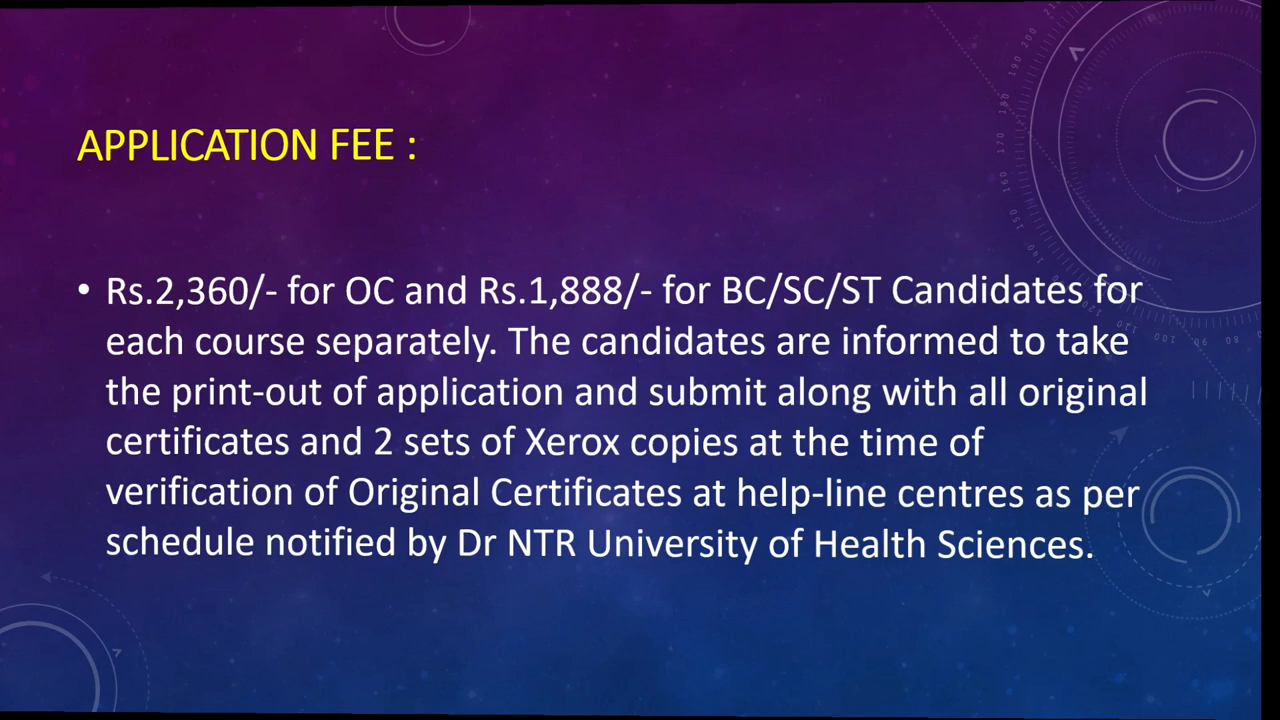 APPLICATION FEE :
• Rs.2,360/- for OC and Rs.1,888/- for BC/SC/ST Candidates for
each course separately. The candidates are informed to take
the print-out of application and submit along with all original
certificates and 2 sets of Xerox copies at the time of
verification of Original Certificates at help-line centres as per
schedule notified by Dr NTR University of Health Sciences.